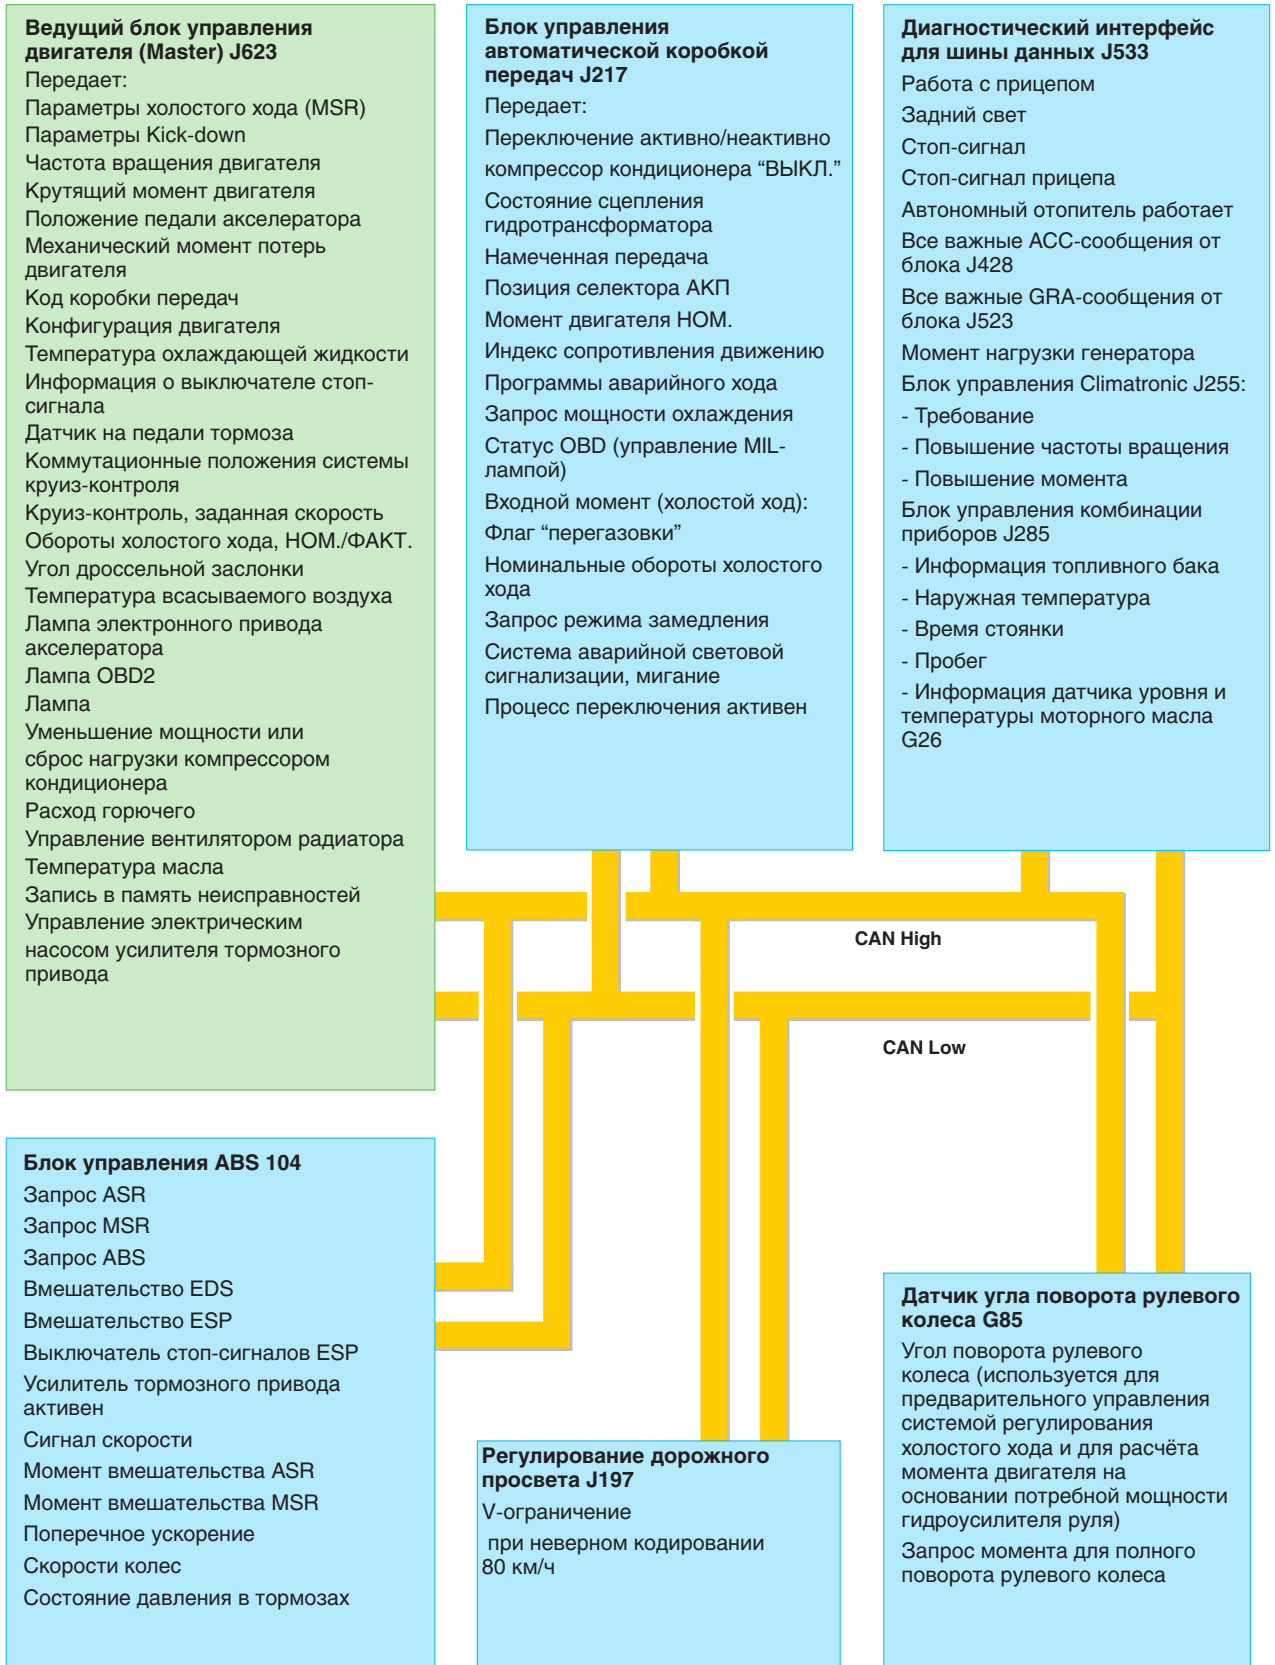 Ведущий блок управления
двигателя (Master) J623
Передает:
Параметры холостого хода (MSR)
Параметры Kick-down
Частота вращения двигателя
Крутящий момент двигателя
Положение педали акселератора
Механический момент потерь
двигателя
Код коробки передач
Конфигурация двигателя
Температура охлаждающей жидкости
Информация о выключателе стоп-
сигнала
Датчик на педали тормоза
Коммутационные положения системы
круиз-контроля
Круиз-контроль, заданная скорость
Обороты холостого хода, НОМ./ФАКТ.
Угол дроссельной заслонки
Температура всасываемого воздуха
Лампа электронного привода
акселератора
Лампа OBD2
Лампа
Уменьшение мощности или
сброс нагрузки компрессором
кондиционера
Расход горючего
Управление вентилятором радиатора
Температура масла
Запись в память неисправностей
Управление электрическим
насосом усилителя тормозного
привода
Блок управления
автоматической коробкой
передач J217
Передает:
Переключение активно/неактивно
компрессор кондиционера “ВЫКЛ.”
Состояние сцепления
гидротрансформатора
Намеченная передача
Позиция селектора АКП
Момент двигателя НОМ.
Индекс сопротивления движению
Программы аварийного хода
Запрос мощности охлаждения
Статус OBD (управление MIL-
лампой)
Входной момент (холостой ход):
Флаг “перегазовки”
Номинальные обороты холостого
хода
Запрос режима замедления
Система аварийной световой
сигнализации, мигание
Процесс переключения активен
Диагностический интерфейс
для шины данных J533
Работа с прицепом
Задний свет
Стоп-сигнал
Стоп-сигнал прицепа
Автономный отопитель работает
Все важные ACC-сообщения от
блока J428
Все важные GRA-сообщения от
блока J523
Момент нагрузки генератора
Блок управления Climatronic J255:
- Требование
- Повышение частоты вращения
- Повышение момента
Блок управления комбинации
приборов J285
- Информация топливного бака
- Наружная температура
- Время стоянки
- Пробег
- Информация датчика уровня и
температуры моторного масла
G26
CAN High
CAN Low
Блок управления ABS 104
Запрос ASR
Запрос MSR
Запрос ABS
Вмешательство EDS
Вмешательство ESP
Выключатель стоп-сигналов ESP
Усилитель тормозного привода
активен
Сигнал скорости
Момент вмешательства ASR
Момент вмешательства MSR
Поперечное ускорение
Скорости колес
Состояние давления в тормозах
Регулирование дорожного
просвета J197
V-ограничение
при неверном кодировании
80 км/ч
Датчик угла поворота рулевого
колеса G85
Угол поворота рулевого
колеса (используется для
предварительного управления
системой регулирования
холостого хода и для расчёта
момента двигателя на
основании потребной мощности
гидроусилителя руля)
Запрос момента для полного
поворота рулевого колеса